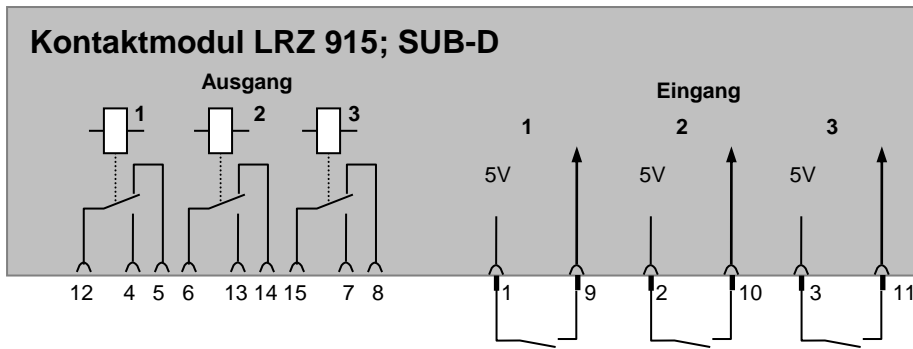 Kontaktmodul LRZ 915; SUB-D
Ausgang
Eingang
1 2 3
1 2 3
5V 5V 5V
12 4 5 6 13 14 15 7 8 1 9 2 10 3 11